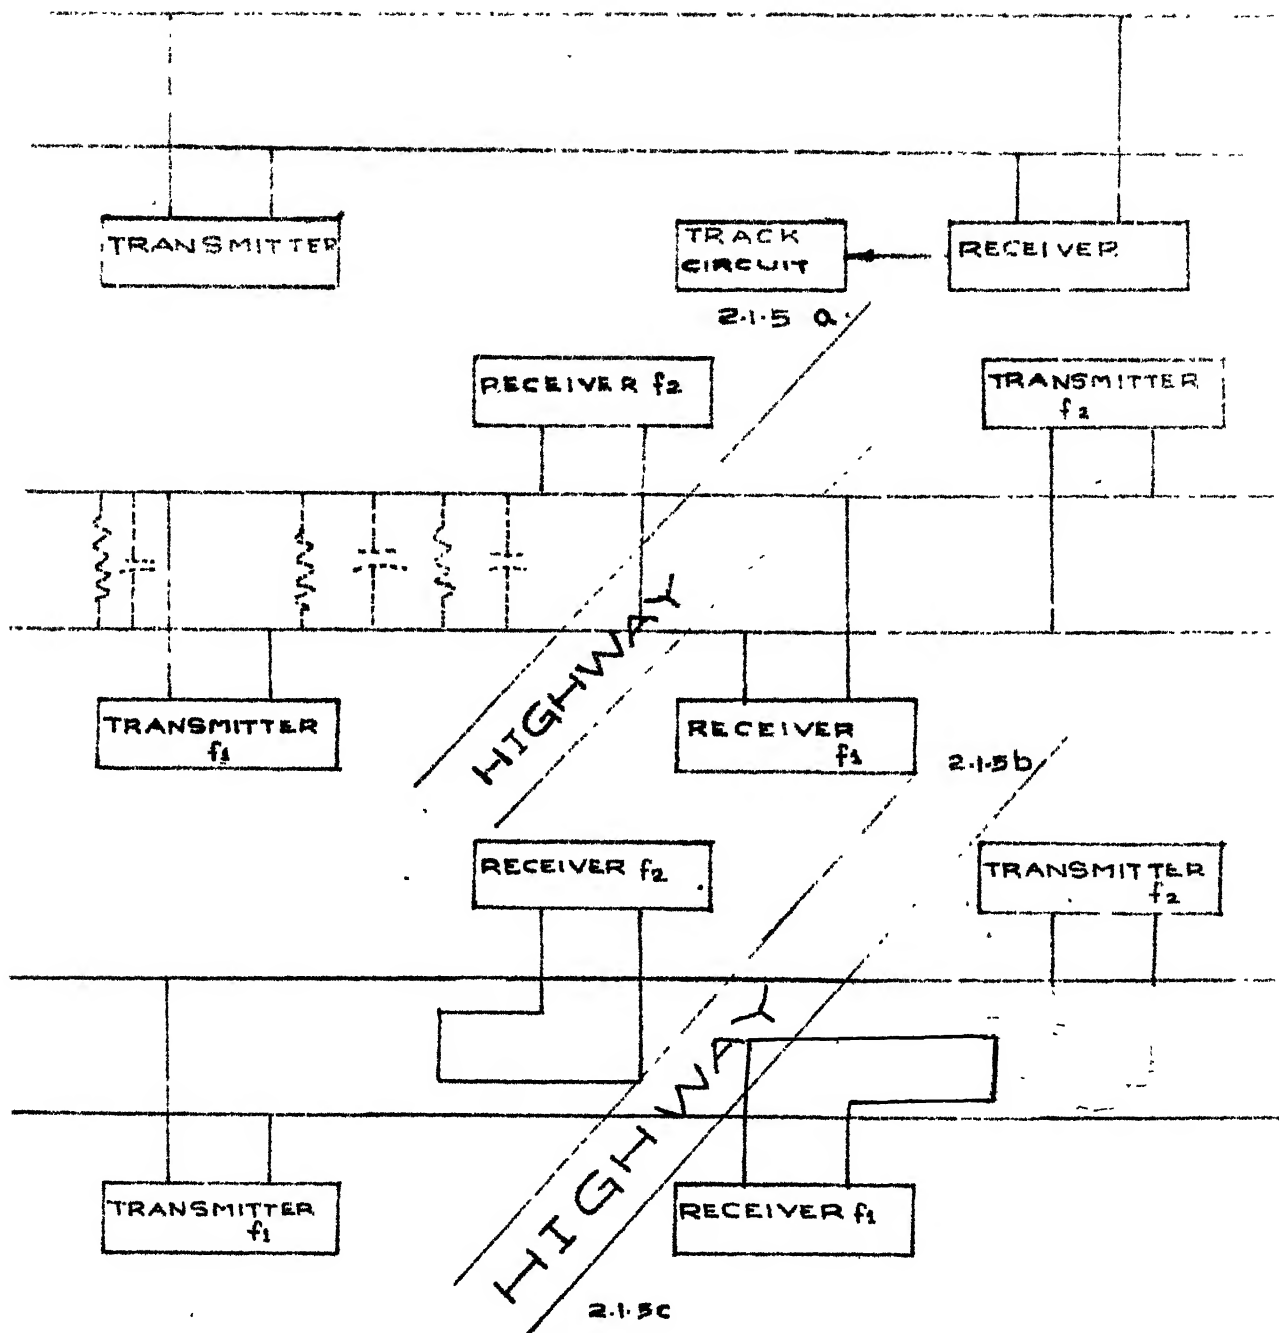 TRANSMITTER
TRACK
CIRCUIT
RECEIVER
2.1.5 a.
RECEIVER f2
TRANSMITTER
f2
HIGHWAY
TRANSMITTER
f1
RECEIVER
f1
2.1.5b
RECEIVER f2
TRANSMITTER
f2
HIGHWAY
TRANSMITTER
f1
RECEIVER f1
2.1.5c